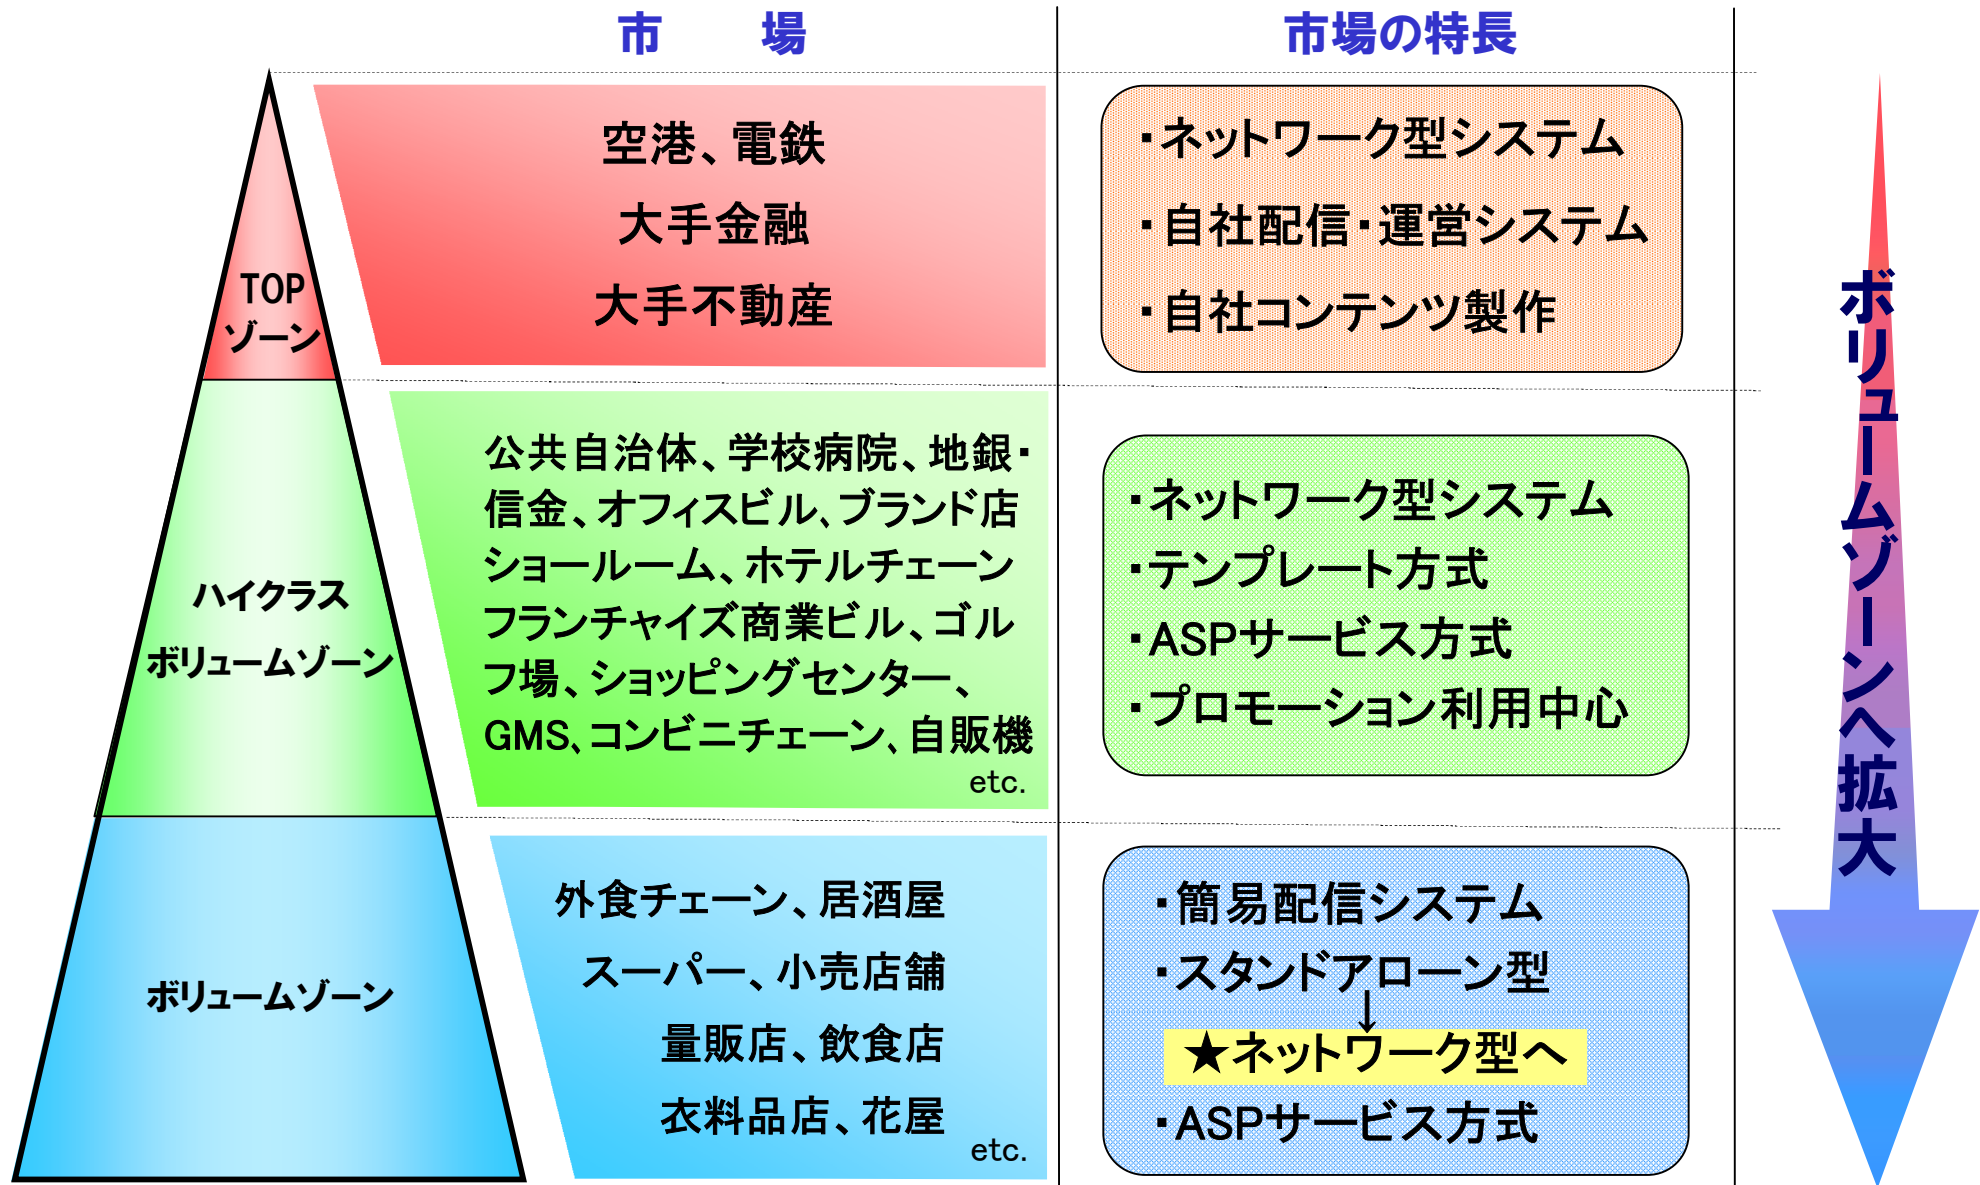 市　　場
市場の特長
TOP
ゾーン
空港、電鉄
大手金融
大手不動産
・ネットワーク型システム
・自社配信・運営システム
・自社コンテンツ製作
ハイクラス
ボリュームゾーン
公共自治体、学校病院、地銀・
信金、オフィスビル、ブランド店
ショールーム、ホテルチェーン
フランチャイズ商業ビル、ゴル
フ場、ショッピングセンター、
GMS、コンビニチェーン、自販機
etc.
・ネットワーク型システム
・テンプレート方式
・ASPサービス方式
・プロモーション利用中心
ボリュームゾーン
外食チェーン、居酒屋
スーパー、小売店舗
量販店、飲食店
衣料品店、花屋
etc.
・簡易配信システム
・スタンドアローン型
↓
★ネットワーク型へ
・ASPサービス方式
ボリュームゾーンへ拡大